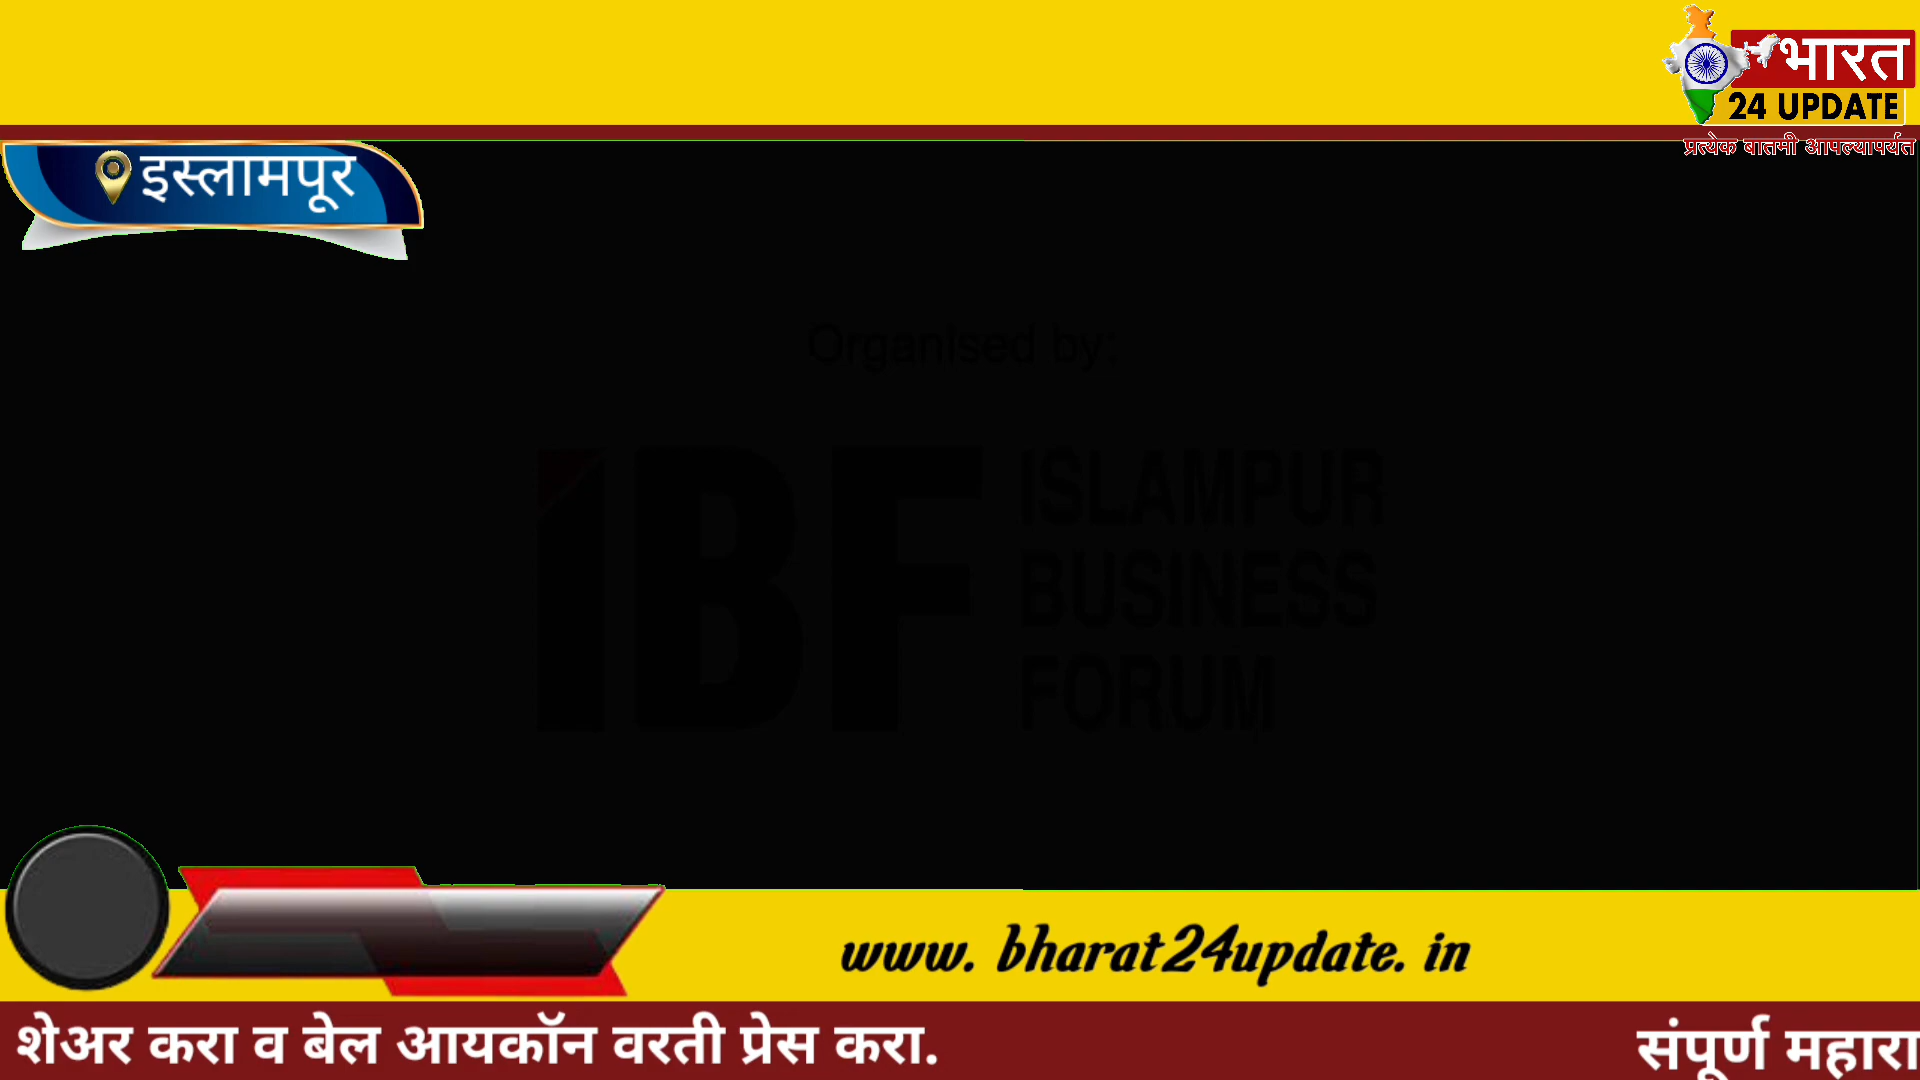 भारत
24 UPDATE
प्रत्येक बातमी आपल्यापर्यंत
इस्लामपूर
Organised by:
IBF
ISLAMPUR
BUSINESS
FORUM
www. bharat24update. in
शेअर करा व बेल आयकॉन वरती प्रेस करा.
संपूर्ण महारा